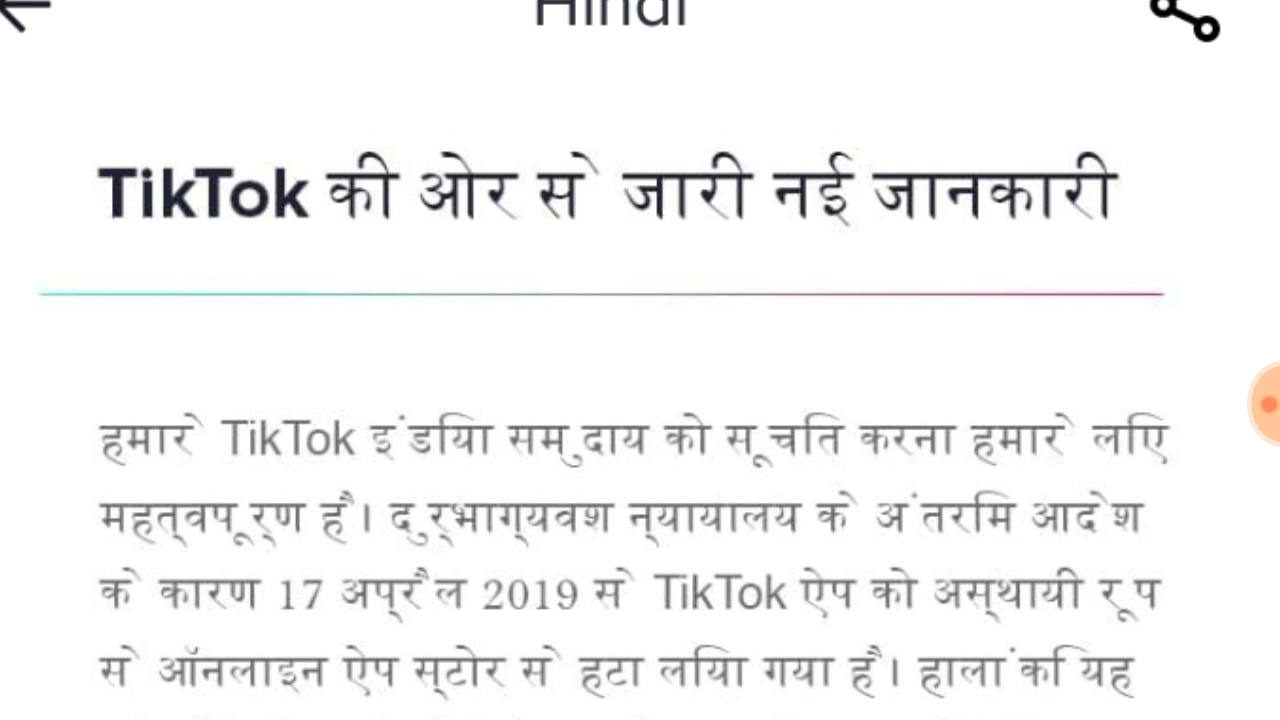 Hindi
TikTok की ओर से जारी नई जानकारी
हमारे TikTok इंडिया समुदाय को सूचित करना हमारे लिए
महत्वपूर्ण है। दुर्भाग्यवश न्यायालय के अंतरिम आदेश
के कारण 17 अप्रैल 2019 से TikTok ऐप को अस्थायी रूप
से ऑनलाइन ऐप स्टोर से हटा लिया गया है। हालांकि यह